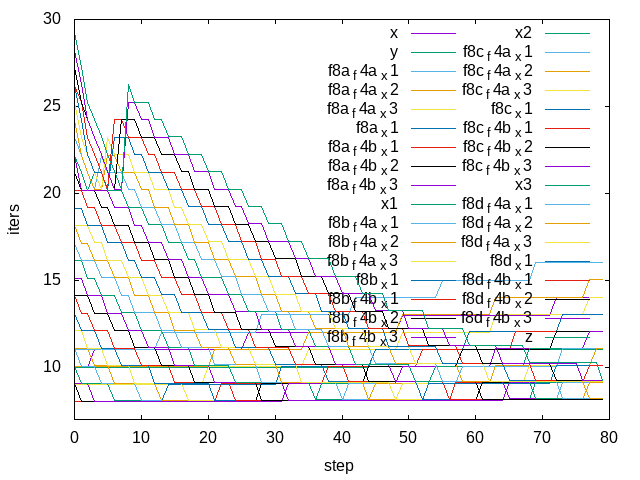 30
25
20
15
10
0
10
20
30
40
50
60
70
80
iters
step
x
y
f8a_f4a_x1
f8a_f4a_x2
f8a_f4a_x3
f8a_x1
f8a_f4b_x1
f8a_f4b_x2
f8a_f4b_x3
x1
f8b_f4a_x1
f8b_f4a_x2
f8b_f4a_x3
f8b_x1
f8b_f4b_x1
f8b_f4b_x2
f8b_f4b_x3
x2
f8c_f4a_x1
f8c_f4a_x2
f8c_f4a_x3
f8c_x1
f8c_f4b_x1
f8c_f4b_x2
f8c_f4b_x3
x3
f8d_f4a_x1
f8d_f4a_x2
f8d_f4a_x3
f8d_x1
f8d_f4b_x1
f8d_f4b_x2
f8d_f4b_x3
z